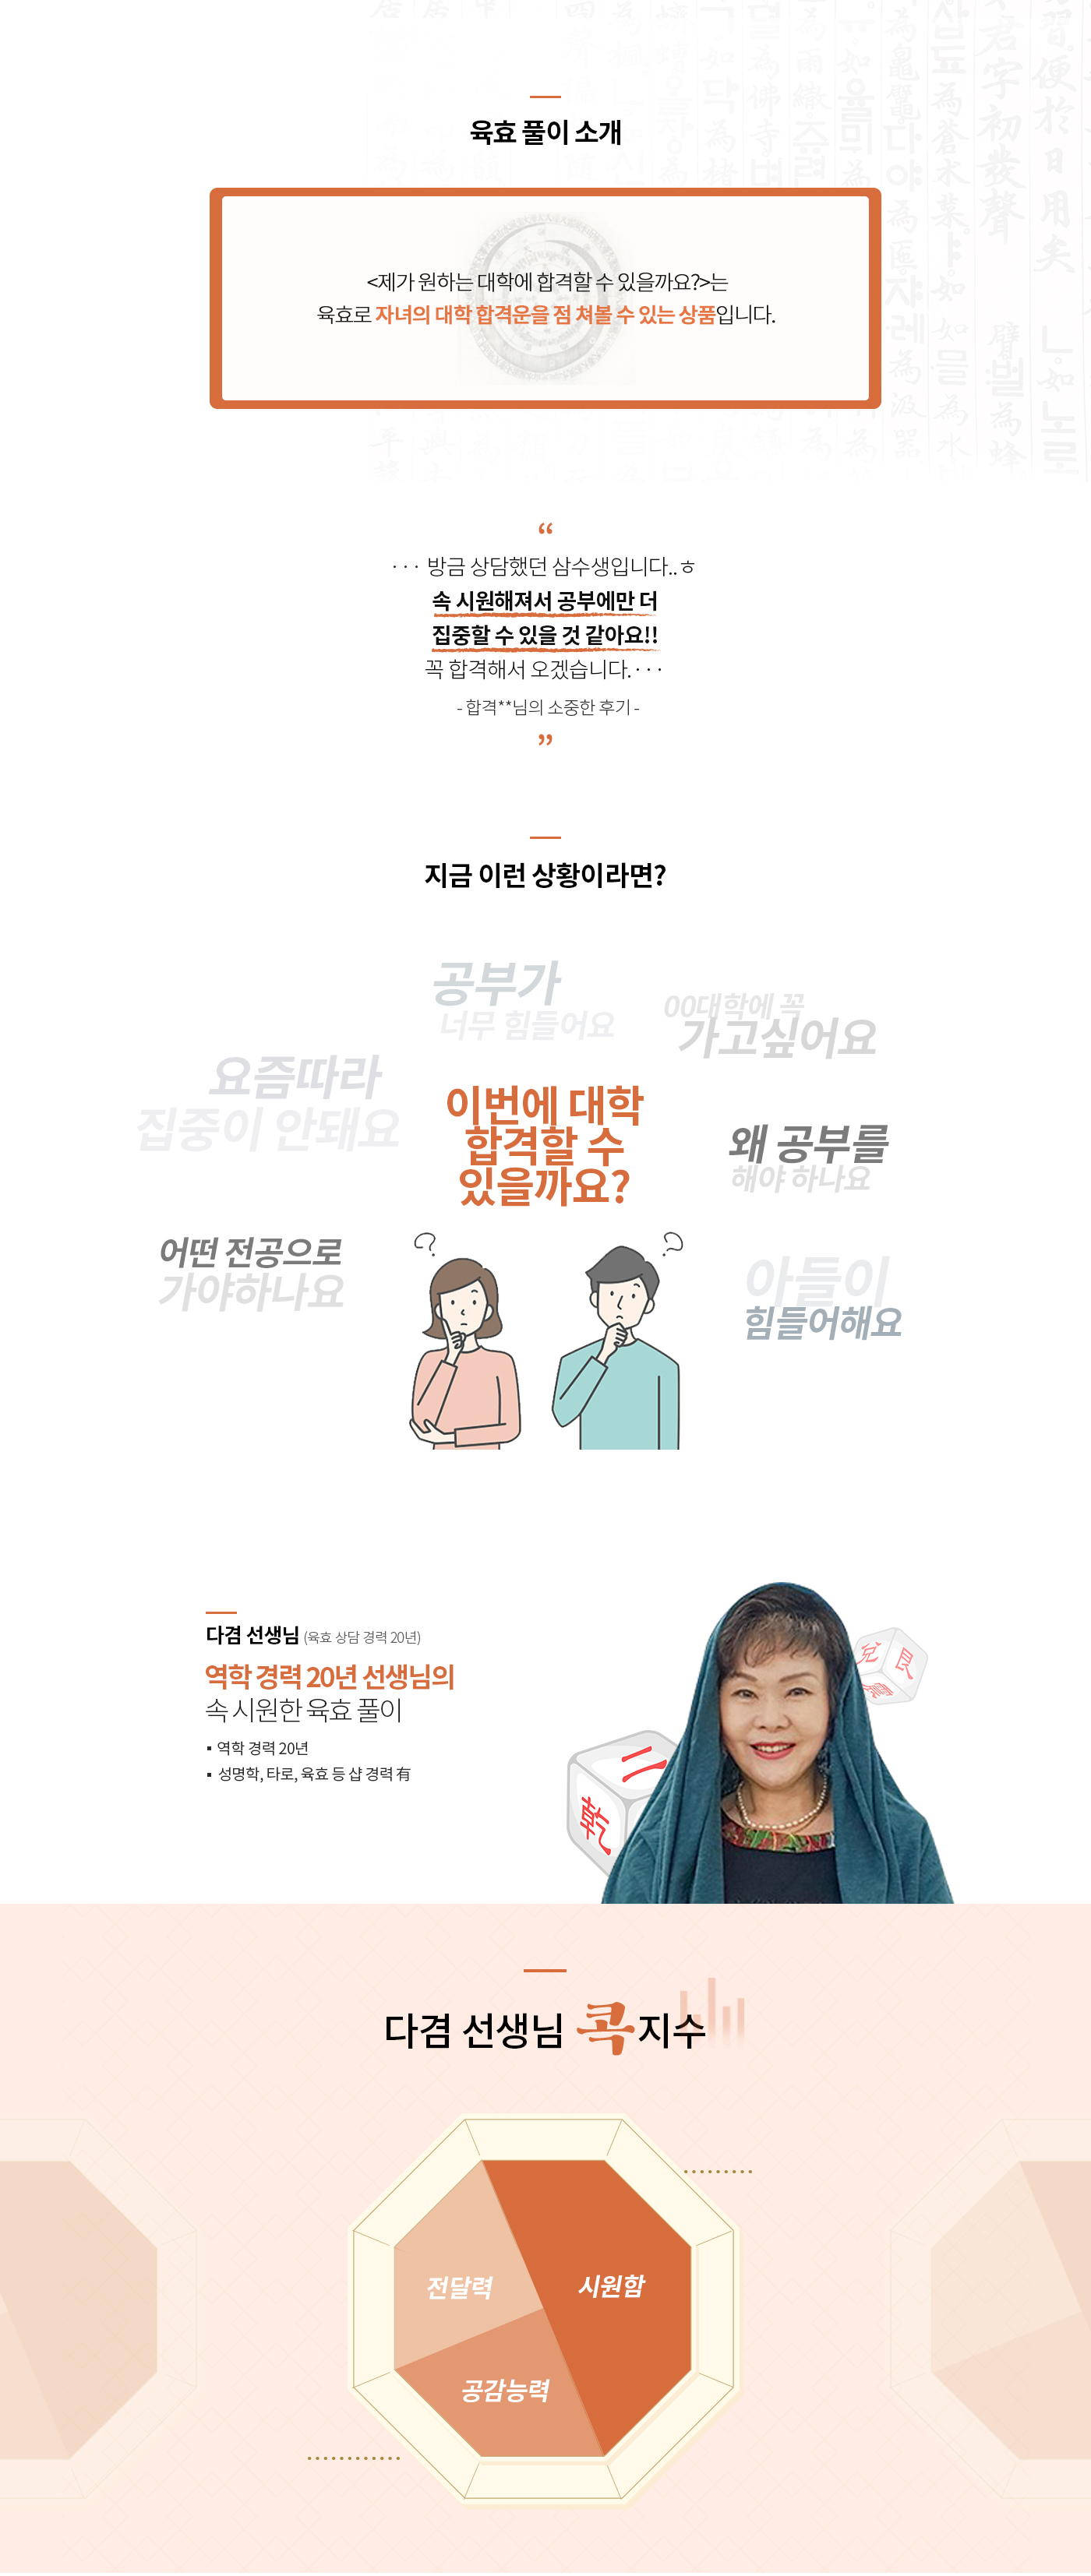 육효 풀이 소개
<제가 원하는 대학에 합격할 수 있을까요?>는
육효로 자녀의 대학 합격운을 점 쳐볼 수 있는 상품입니다.
“
··· 방금 상담했던 삼수생입니다..ㅎ
속 시원해져서 공부에만 더
집중할 수 있을 것 같아요!!
꼭 합격해서 오겠습니다.···
- 합격**님의 소중한 후기 -
”
지금 이런 상황이라면?
공부가
너무 힘들어요
00대학에 꼭
가고싶어요
요즘따라
집중이 안돼요
이번에 대학
합격할 수
있을까요?
왜 공부를
해야 하나요
어떤 전공으로
가야하나요
아들이
힘들어해요
?
?
다겸 선생님 (육효 상담 경력 20년)
역학 경력 20년 선생님의
속 시원한 육효 풀이
▪ 역학 경력 20년
▪ 성명학, 타로, 육효 등 샵 경력 有
兌
艮
二
乾
다겸 선생님 콕지수
전달력
시원함
공감능력